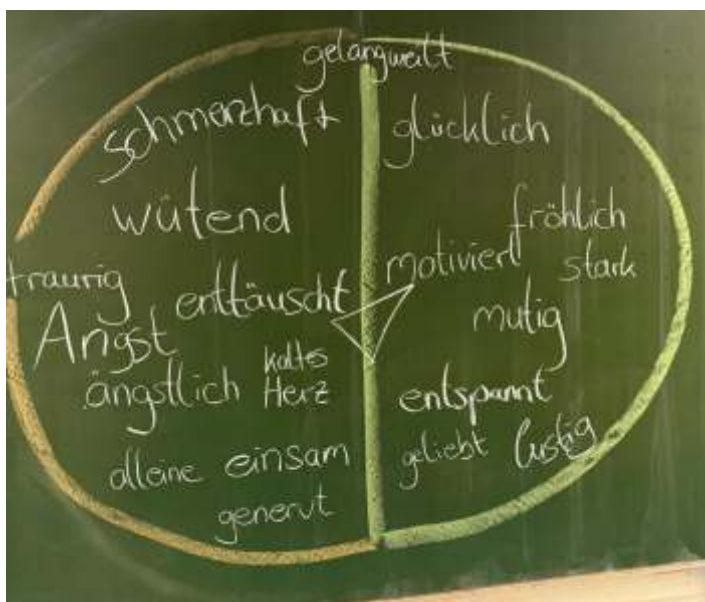 gelangweilt
schmerzhaft
glücklich
wütend
fröhlich
traurig
enttäuscht
motiviert
stark
Angst
mutig
ängstlich
kaltes
Herz
entspannt
alleine einsam
geliebt lustig
genervt